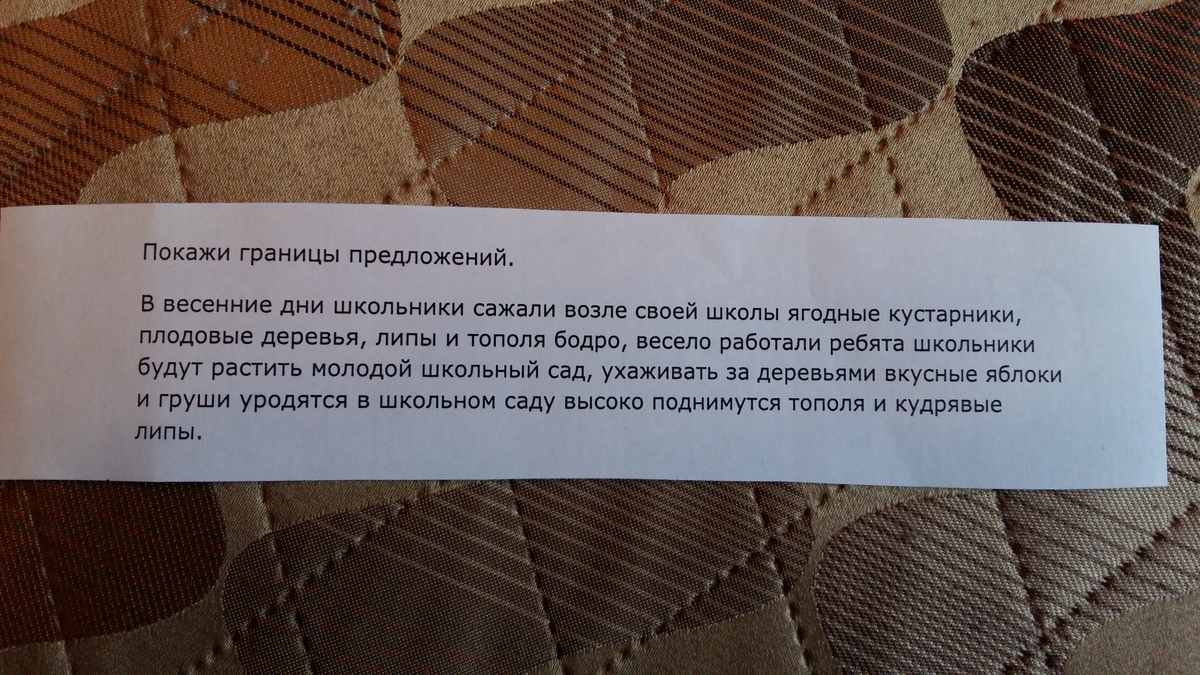 Покажи границы предложений.
В весенние дни школьники сажали возле своей школы ягодные кустарники,
плодовые деревья, липы и тополя бодро, весело работали ребята школьники
будут растить молодой школьный сад, ухаживать за деревьями вкусные яблоки
и груши уродятся в школьном саду высоко поднимутся тополя и кудрявые
липы.